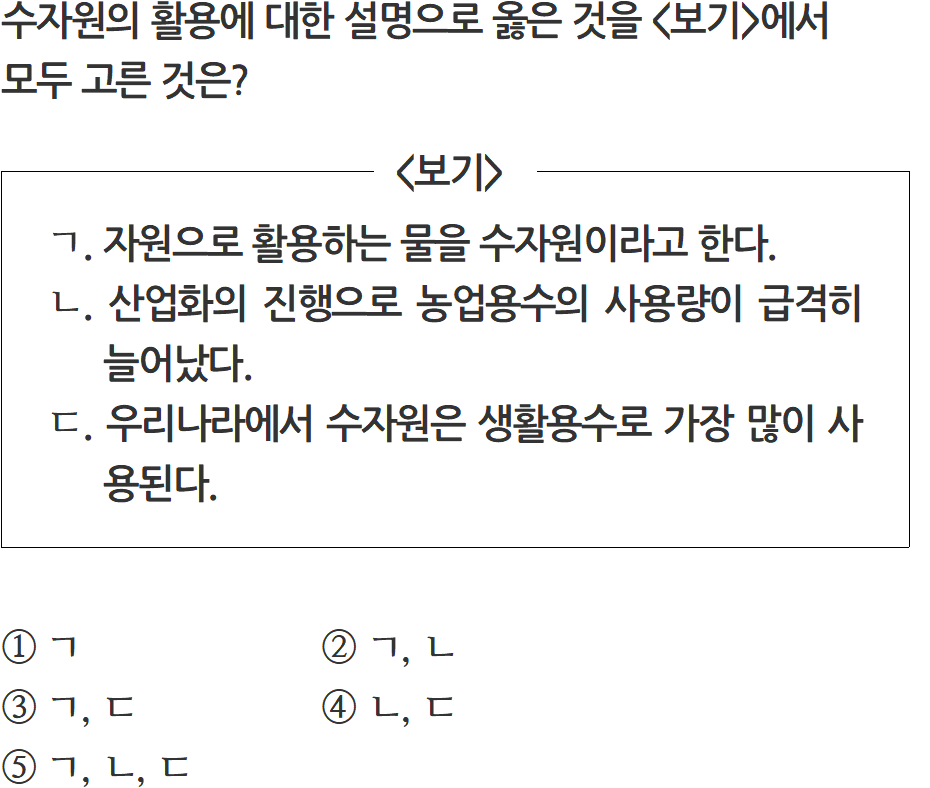 수자원의 활용에 대한 설명으로 옳은 것을 <보기>에서
모두 고른 것은?
<보기>
ㄱ. 자원으로 활용하는 물을 수자원이라고 한다.
ㄴ. 산업화의 진행으로 농업용수의 사용량이 급격히
늘어났다.
ㄷ. 우리나라에서 수자원은 생활용수로 가장 많이 사
용된다.
① ㄱ ② ㄱ, ㄴ
③ ㄱ, ㄷ ④ ㄴ, ㄷ
⑤ ㄱ, ㄴ, ㄷ